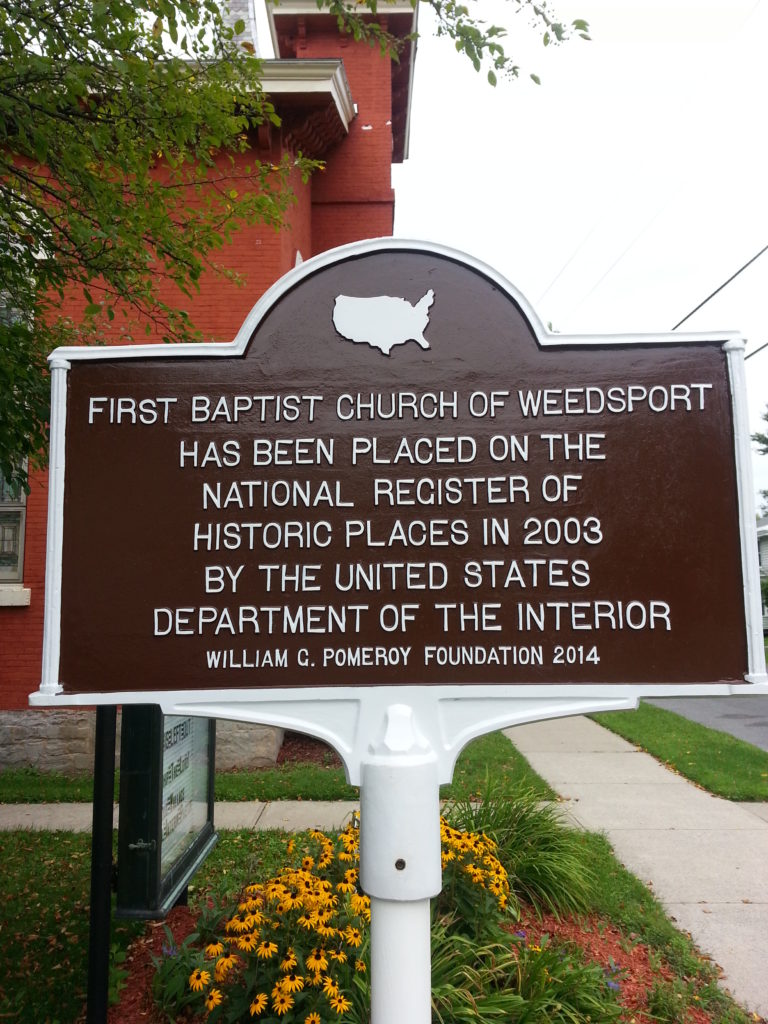 FIRST BAPTIST CHURCH OF WEEDSPORT
HAS BEEN PLACED ON THE
NATIONAL REGISTER OF
HISTORIC PLACES IN 2003
BY THE UNITED STATES
DEPARTMENT OF THE INTERIOR
WILLIAM G. POMEROY FOUNDATION 2014